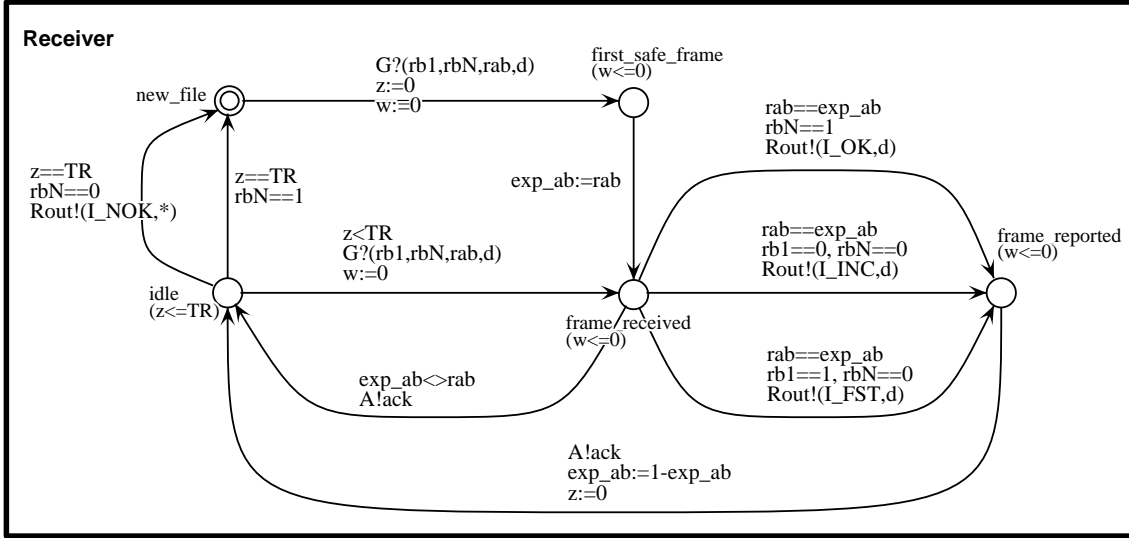 Receiver
new_file
G?(rb1,rbN,rab,d)
z:=0
w:=0
first_safe_frame
(w<=0)
rab==exp_ab
rbN==1
Rout!(I_OK,d)
z==TR
rbN==0
Rout!(I_NOK,*)
z==TR
rbN==1
exp_ab:=rab
z<TR
G?(rb1,rbN,rab,d)
w:=0
rab==exp_ab
rb1==0, rbN==0
Rout!(I_INC,d)
frame_reported
(w<=0)
idle
(z<=TR)
frame_received
(w<=0)
exp_ab<>rab
A!ack
rab==exp_ab
rb1==1, rbN==0
Rout!(I_FST,d)
A!ack
exp_ab:=1-exp_ab
z:=0